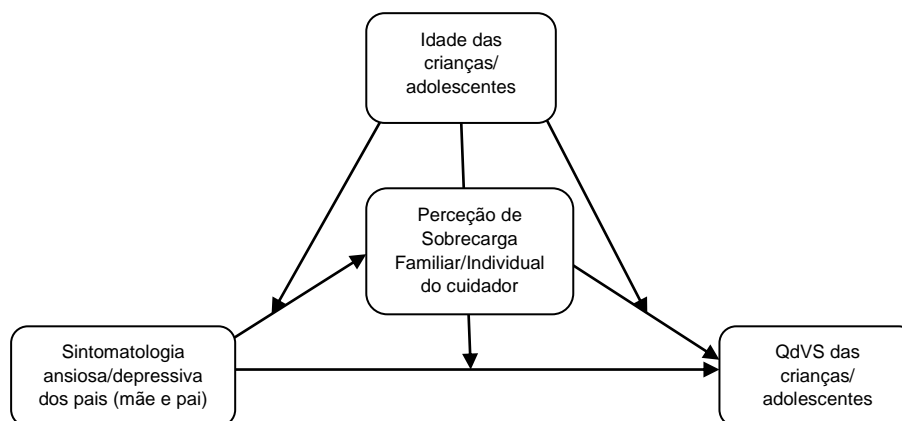 Idade das
crianças/
adolescentes
Perceção de
Sobrecarga
Familiar/Individual
do cuidador
Sintomatologia
ansiosa/depressiva
dos pais (mãe e pai)
QdVS das
crianças/
adolescentes